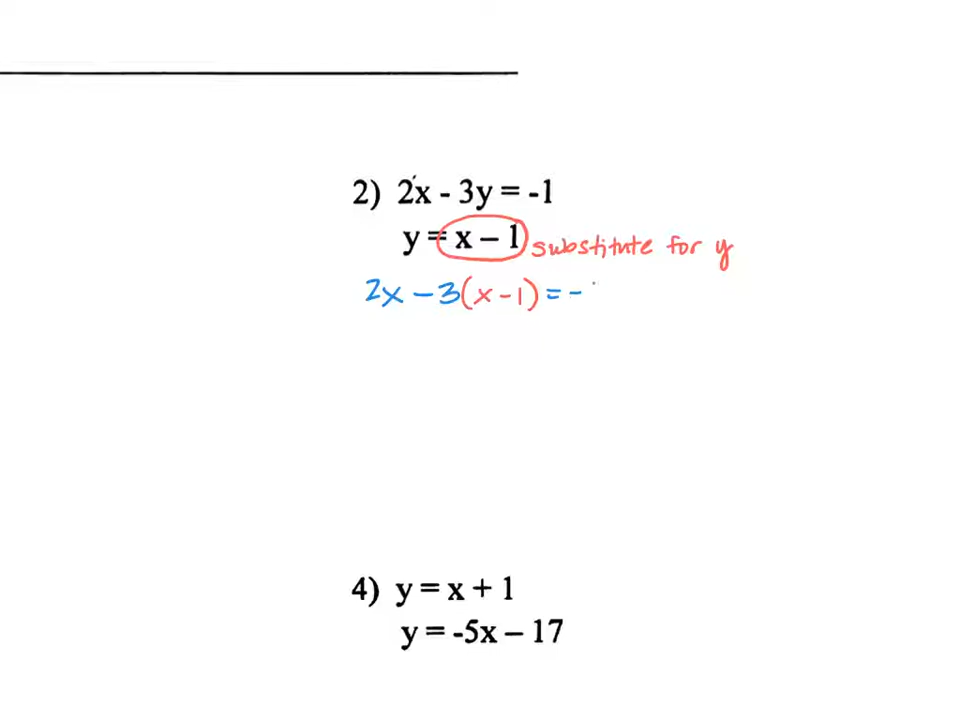 2) 2x - 3y = -1
y = x – 1 substitute for y
2x - 3(x - 1) = -
4) y = x + 1
y = -5x – 17